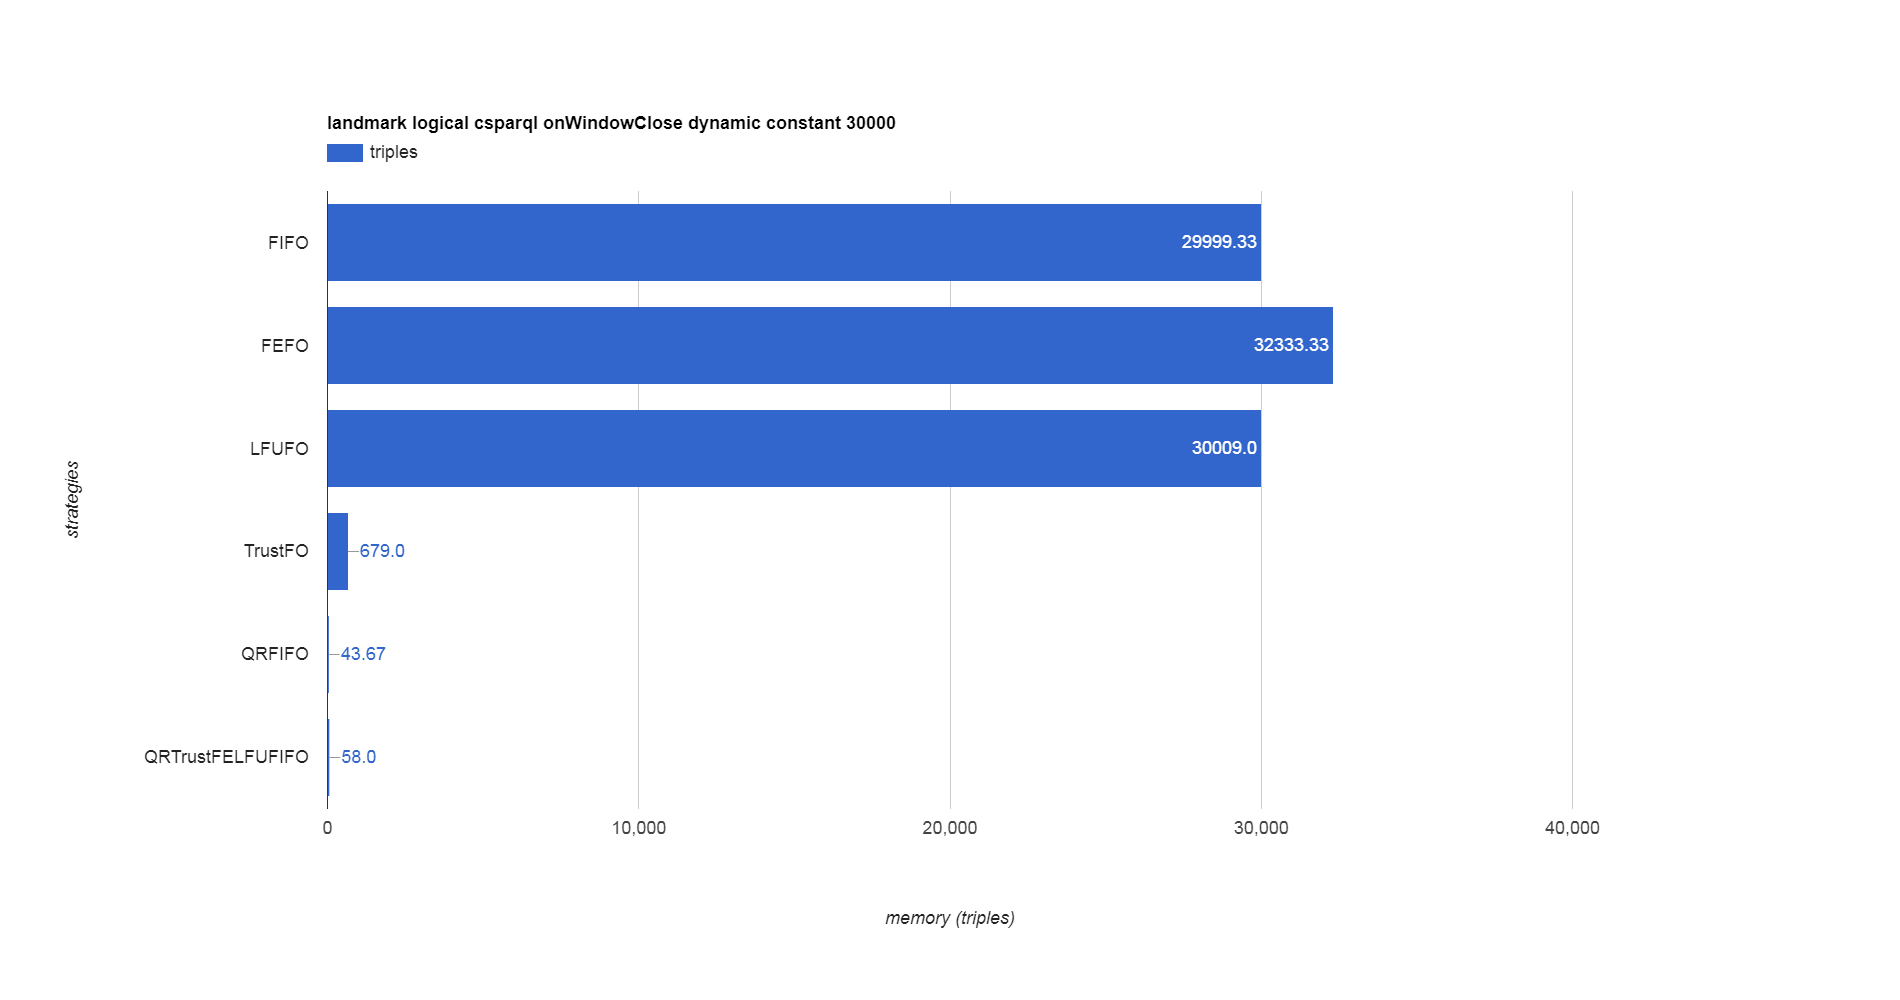 landmark logical csparql onWindowClose dynamic constant 30000
triples
FIFO
29999.33
FEFO
32333.33
LFUFO
30009.0
strategies
TrustFO
679.0
QRFIFO
43.67
QRTrustFELFUFIFO
58.0
0
10,000
20,000
30,000
40,000
memory (triples)